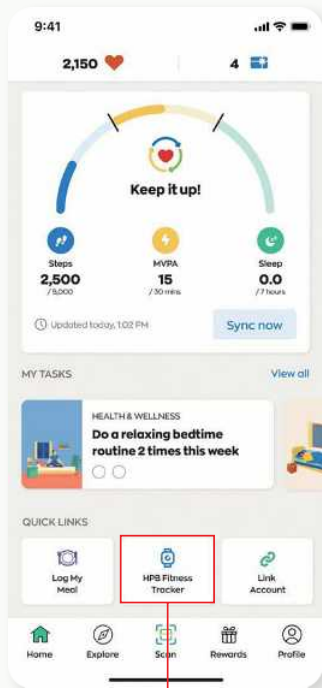 9:41
2,150
4
Keep it up!
Steps
2,500
/5,000
MVPA
15
/30 mins
Sleep
0.0
/7 hours
Updated today, 1:02 PM
Sync now
MY TASKS
View all
HEALTH & WELLNESS
Do a relaxing bedtime
routine 2 times this week
QUICK LINKS
Log My
Meal
HPB Fitness
Tracker
Link
Account
Home
Explore
Scan
Rewards
Profile